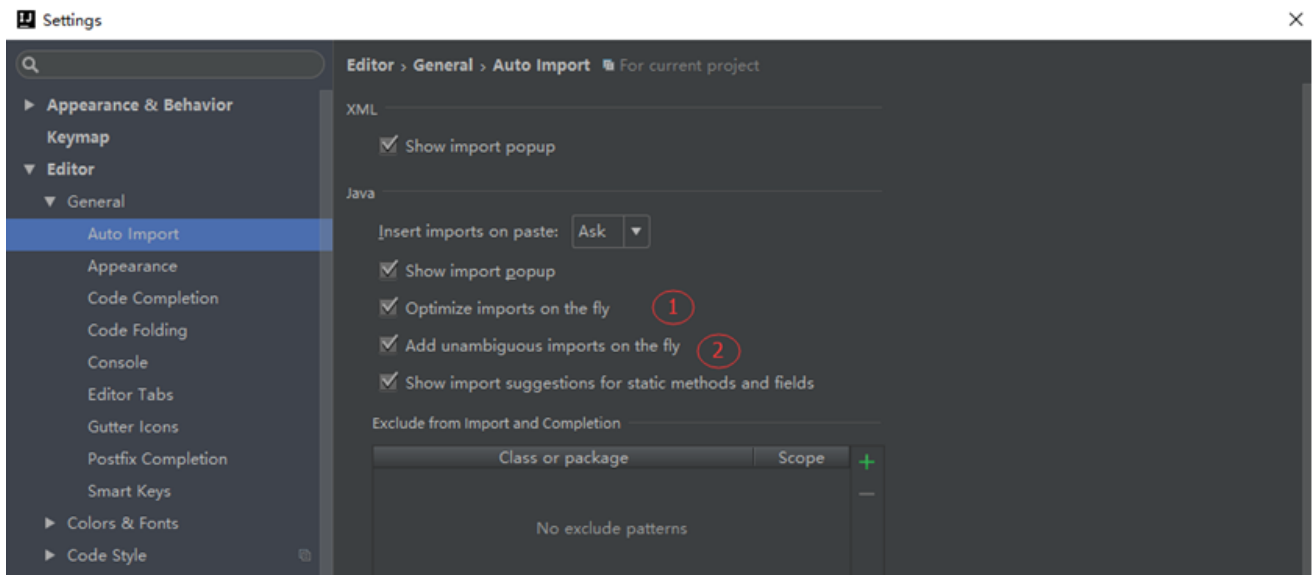 Settings
Editor › General › Auto Import For current project
Appearance & Behavior
Keymap
Editor
General
Auto Import
Appearance
Code Completion
Code Folding
Console
Editor Tabs
Gutter Icons
Postfix Completion
Smart Keys
Colors & Fonts
Code Style
XML
Show import popup
Java
Insert imports on paste: Ask
Show import popup
Optimize imports on the fly 1
Add unambiguous imports on the fly 2
Show import suggestions for static methods and fields
Exclude from Import and Completion
Class or package Scope
No exclude patterns